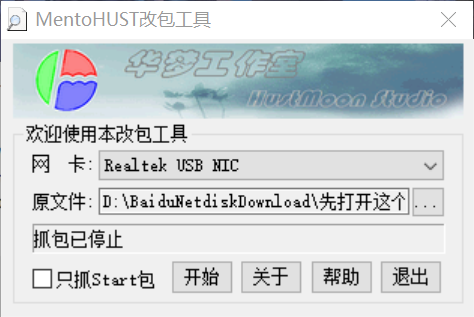 MentoHUST改包工具
华梦工作室
HustMoon Studio
欢迎使用本改包工具
网 卡: Realtek USB NIC
原文件: D:\BaiduNetdiskDownload\先打开这个 ...
抓包已停止
只抓Start包 开始 关于 帮助 退出